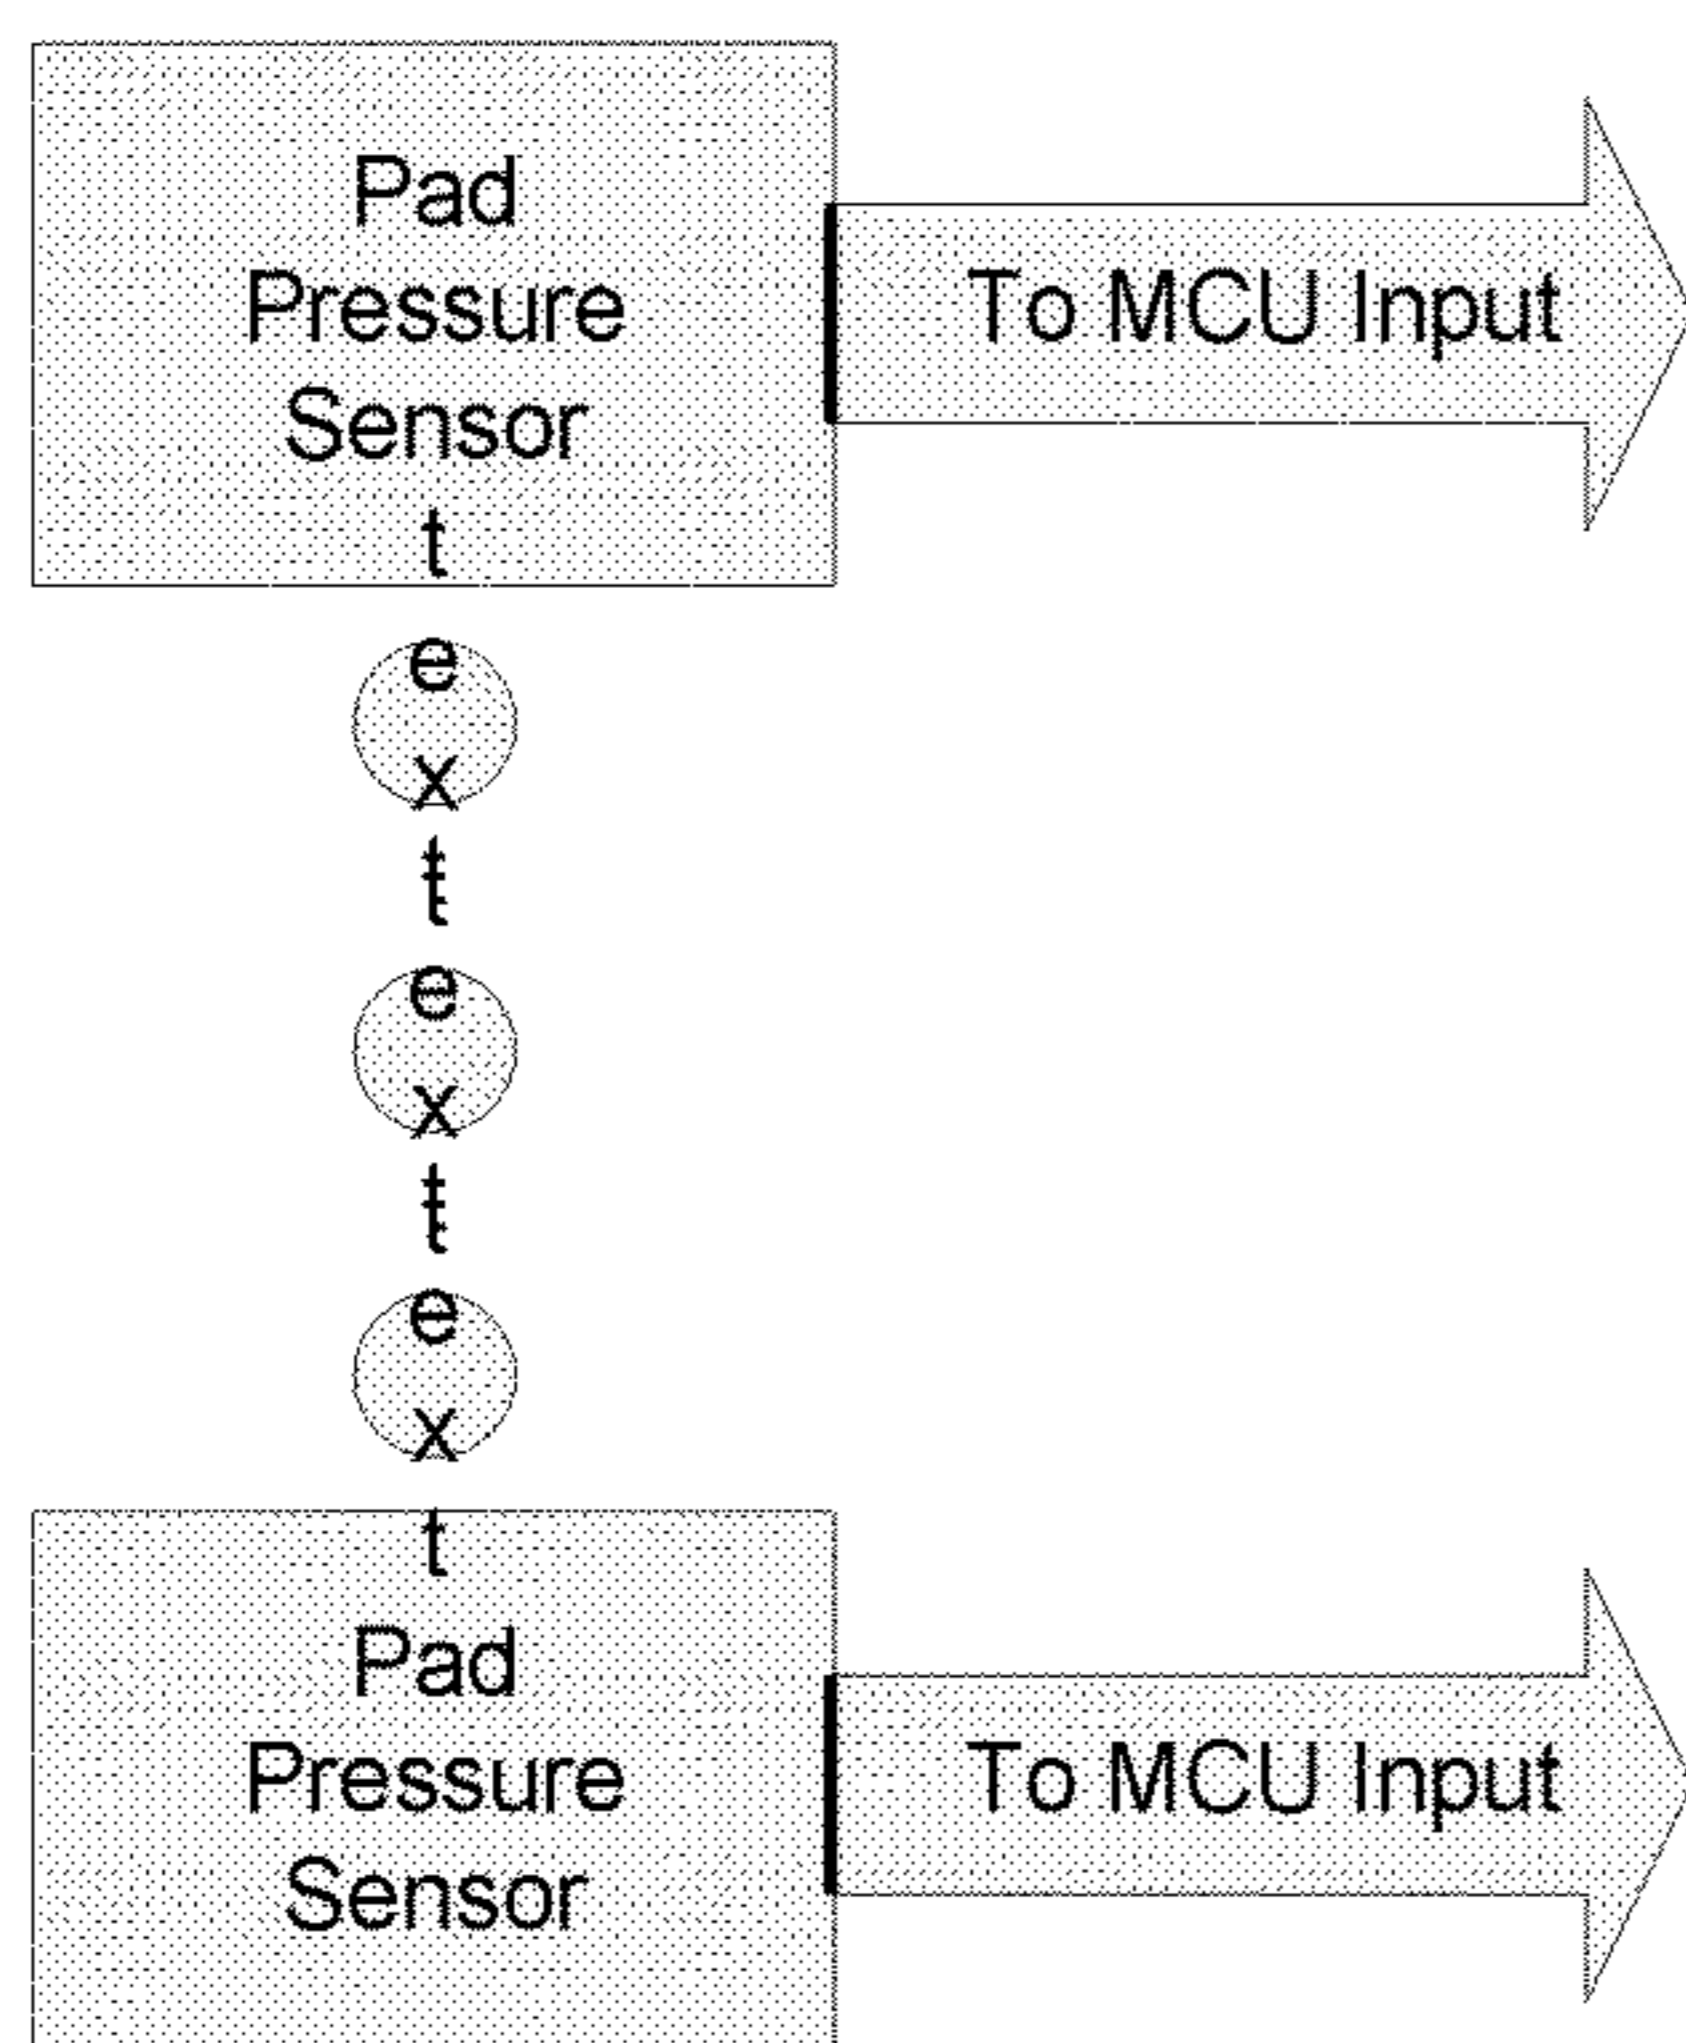 Pad
Pressure
Sensor
To MCU Input
t
e
x
t
e
x
t
e
x
t
Pad
Pressure
Sensor
To MCU Input